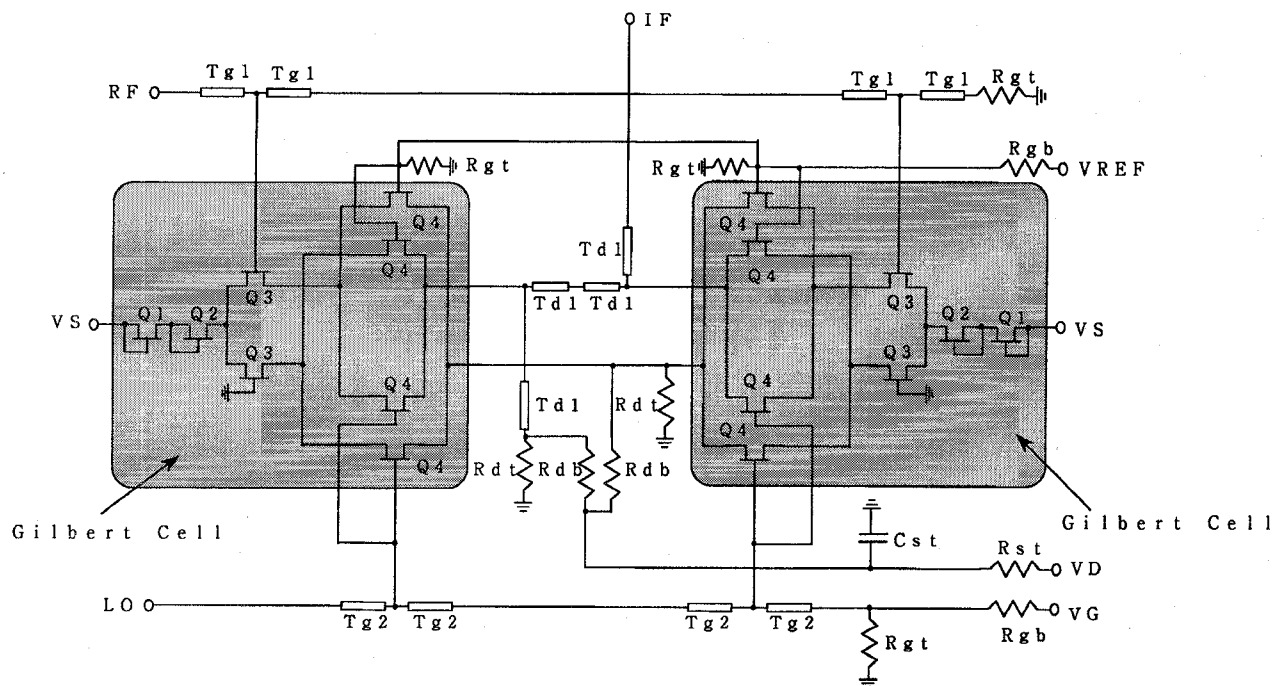 IF
Tg1 Tg1 Tg1 Tg1 Rgt
RF
Rgt Rgt Rgb VREF
Q4 Q4
Q4 Td1 Q4
Q3 Td1 Td1 Q3
VS Q1 Q2 Q2 Q1 VS
Q3 Q3
Q4 Td1 Rdt Q4
Q4 Rdt Rdb Rdb Q4
Gilbert Cell Gilbert Cell
Cst Rst VD
LO Tg2 Tg2 Tg2 Tg2 VG
Rgt Rgb